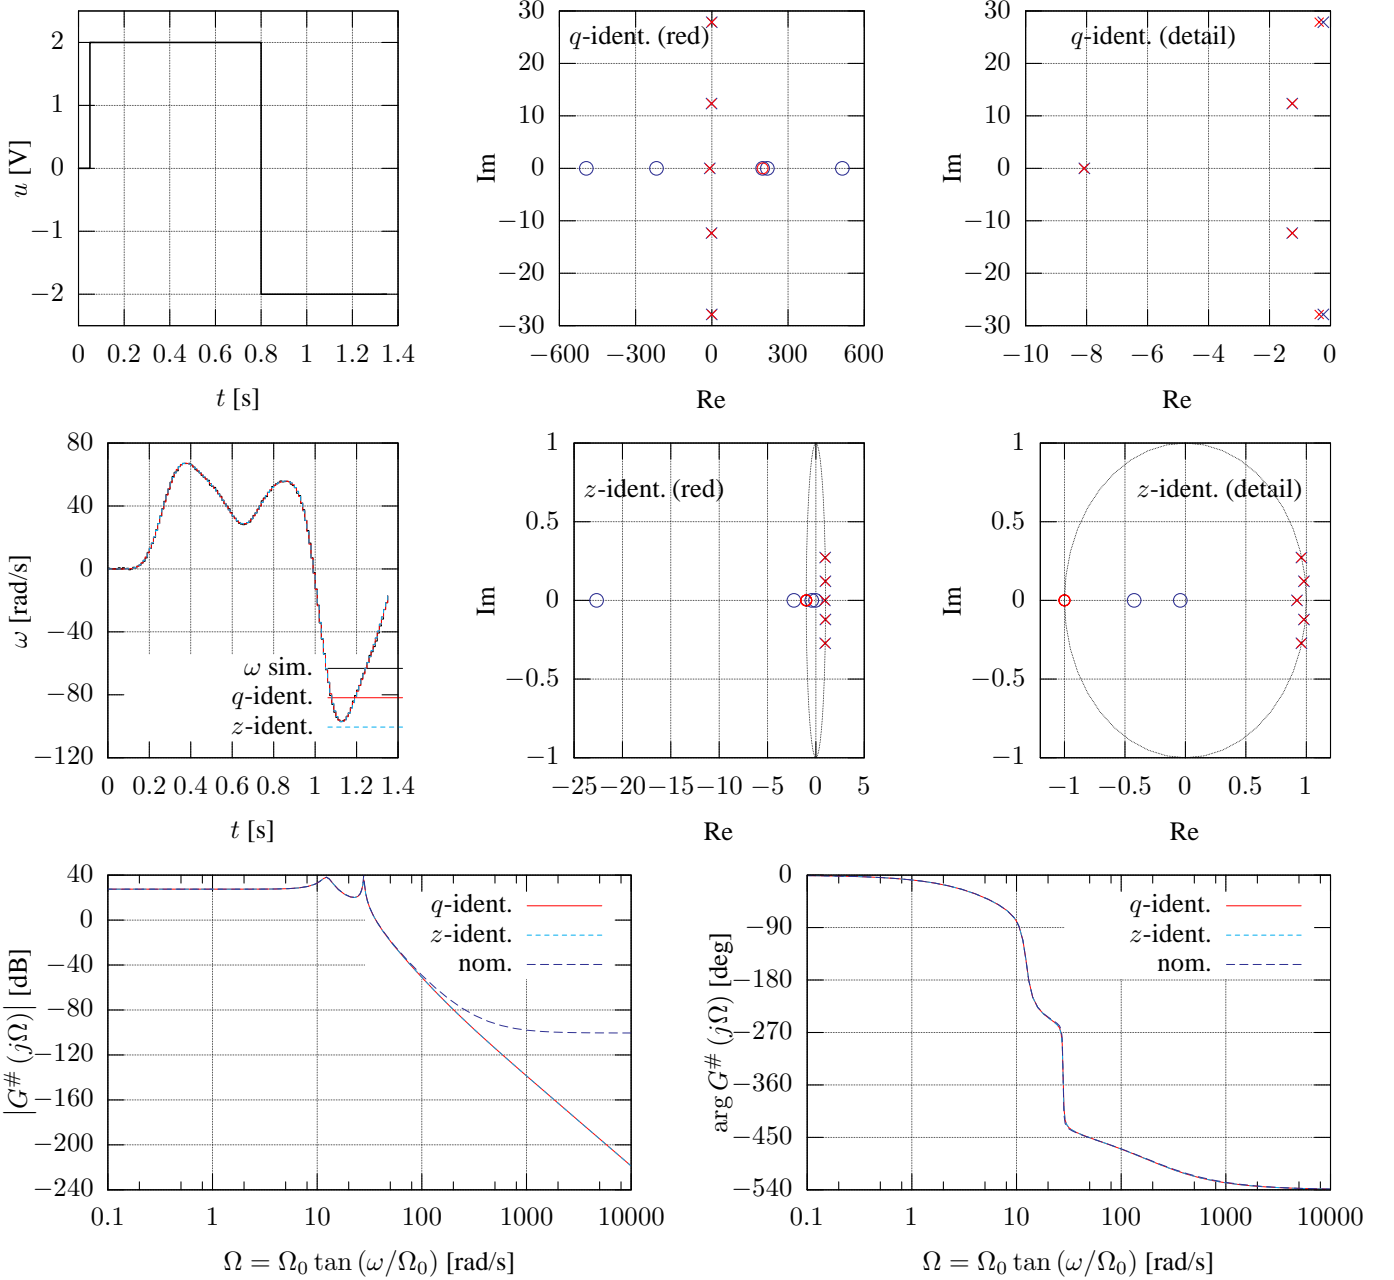 2
1
0
−1
−2
u [V]
0 0.2 0.4 0.6 0.8 1 1.2 1.4
t [s]
q-ident. (red)
30
20
10
0
−10
−20
−30
Im
−600 −300 0 300 600
Re
q-ident. (detail)
30
20
10
0
−10
−20
−30
Im
−10 −8 −6 −4 −2 0
Re
80
40
0
−40
−80
−120
ω [rad/s]
ω sim.
q-ident.
z-ident.
0 0.2 0.4 0.6 0.8 1 1.2 1.4
t [s]
z-ident. (red)
1
0.5
0
−0.5
−1
Im
−25 −20 −15 −10 −5 0 5
Re
z-ident. (detail)
1
0.5
0
−0.5
−1
Im
−1 −0.5 0 0.5 1
Re
40
0
−40
−80
−120
−160
−200
−240
|G# (jΩ)| [dB]
q-ident.
z-ident.
nom.
0.1 1 10 100 1000 10000
Ω = Ω₀ tan (ω/Ω₀) [rad/s]
0
−90
−180
−270
−360
−450
−540
arg G# (jΩ) [deg]
q-ident.
z-ident.
nom.
0.1 1 10 100 1000 10000
Ω = Ω₀ tan (ω/Ω₀) [rad/s]